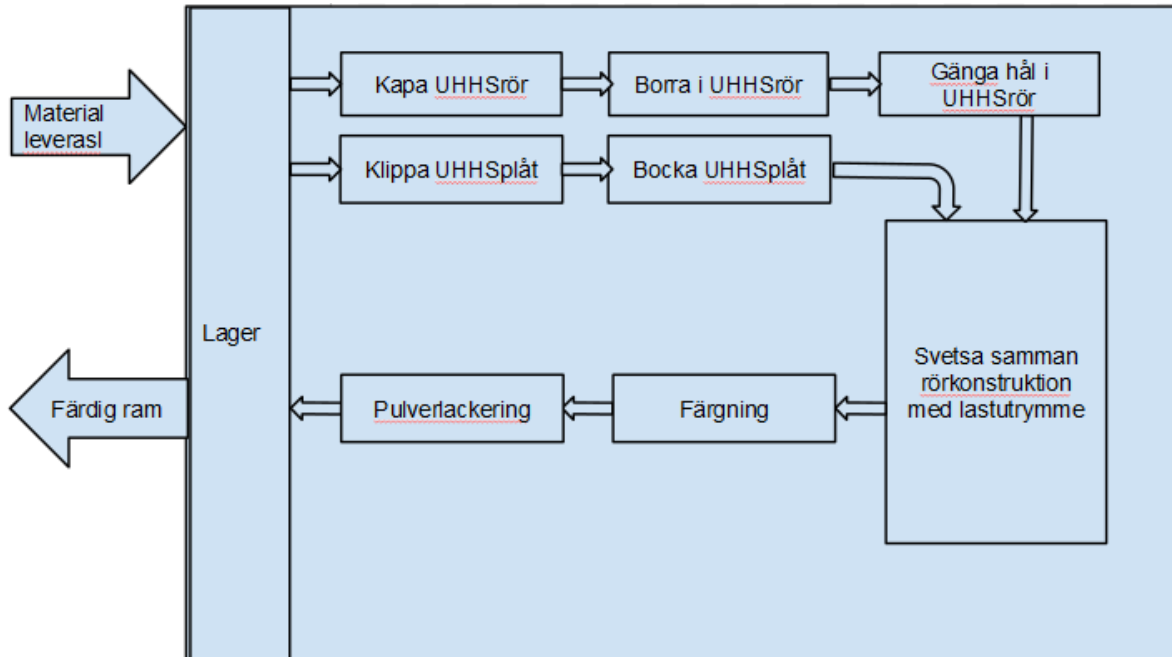 Material
leverasl
Kapa UHHSrör
Borra i UHHSrör
Gänga hål i
UHHSrör
Klippa UHHSplåt
Bocka UHHSplåt
Lager
Svetsa samman
rörkonstruktion
med lastutrymme
Färdig ram
Pulverlackering
Färgning